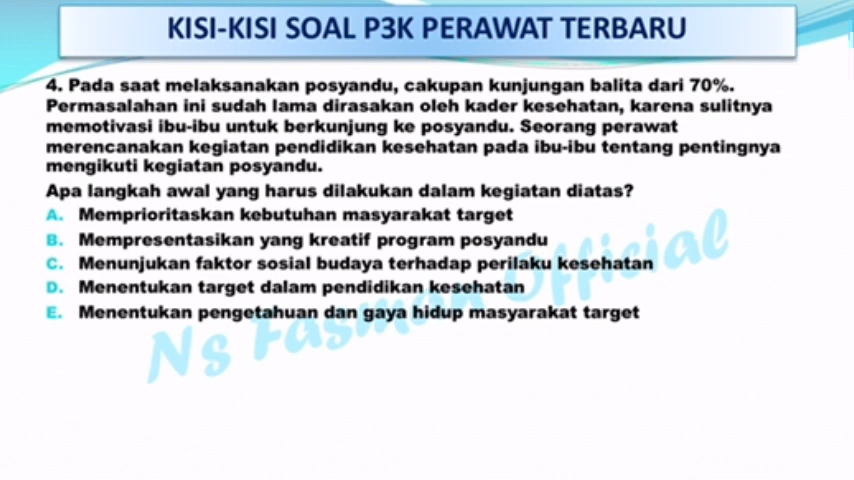 KISI-KISI SOAL P3K PERAWAT TERBARU
4. Pada saat melaksanakan posyandu, cakupan kunjungan balita dari 70%.
Permasalahan ini sudah lama dirasakan oleh kader kesehatan, karena sulitnya
memotivasi ibu-ibu untuk berkunjung ke posyandu. Seorang perawat
merencanakan kegiatan pendidikan kesehatan pada ibu-ibu tentang pentingnya
mengikuti kegiatan posyandu.
Apa langkah awal yang harus dilakukan dalam kegiatan diatas?
A. Memprioritaskan kebutuhan masyarakat target
B. Mempresentasikan yang kreatif program posyandu
C. Menunjukan faktor sosial budaya terhadap perilaku kesehatan
D. Menentukan target dalam pendidikan kesehatan
E. Menentukan pengetahuan dan gaya hidup masyarakat target
Ns Fasman Official